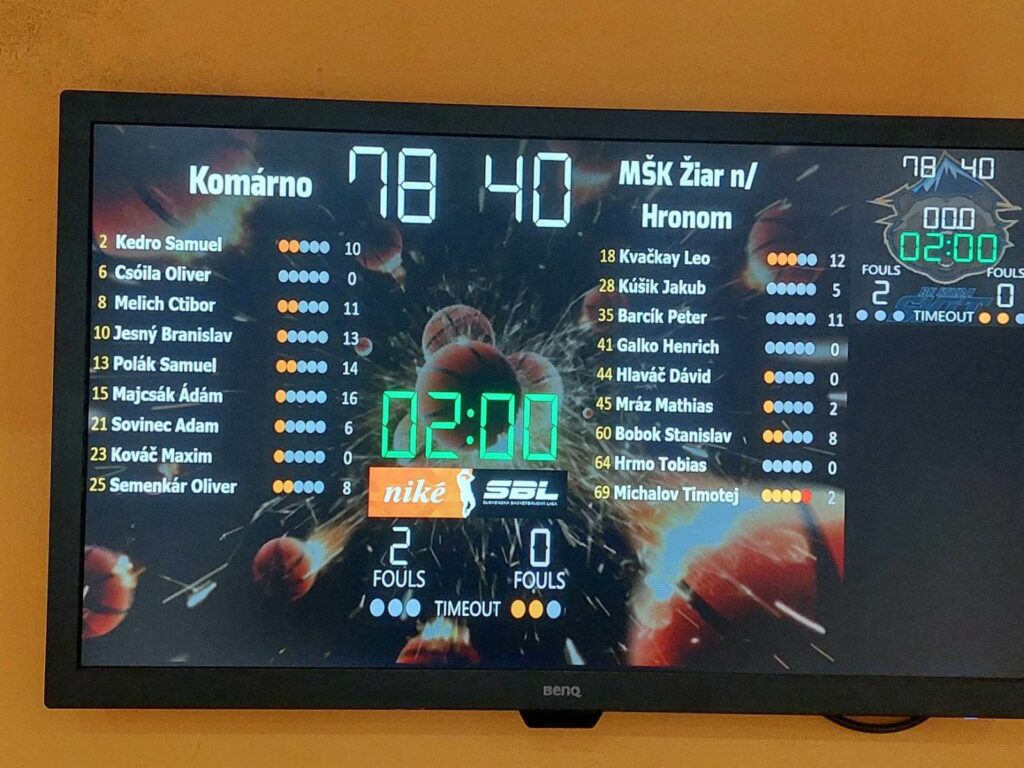 Komárno 78 40 MŠK Žiar n/
Hronom
2 Kedro Samuel 10
6 Csóila Oliver 0
8 Melich Ctibor 11
10 Jesný Branislav 13
13 Polák Samuel 14
15 Majcsák Ádám 16
21 Sovinec Adam 6
23 Kováč Maxim 0
25 Semenkár Oliver 8
18 Kvačkay Leo 12
28 Kúšik Jakub 5
35 Barcík Peter 11
41 Galko Henrich 0
44 Hlaváč Dávid 0
45 Mráz Mathias 2
60 Bobok Stanislav 8
64 Hrmo Tobias 0
69 Michalov Timotej 2
02:00
niké SBL
SLOVENSKÁ BASKETBALOVÁ LIGA
2 0
FOULS FOULS
TIMEOUT
78 40
00.0
02:00
FOULS FOULS
2 0
TIMEOUT
BenQ